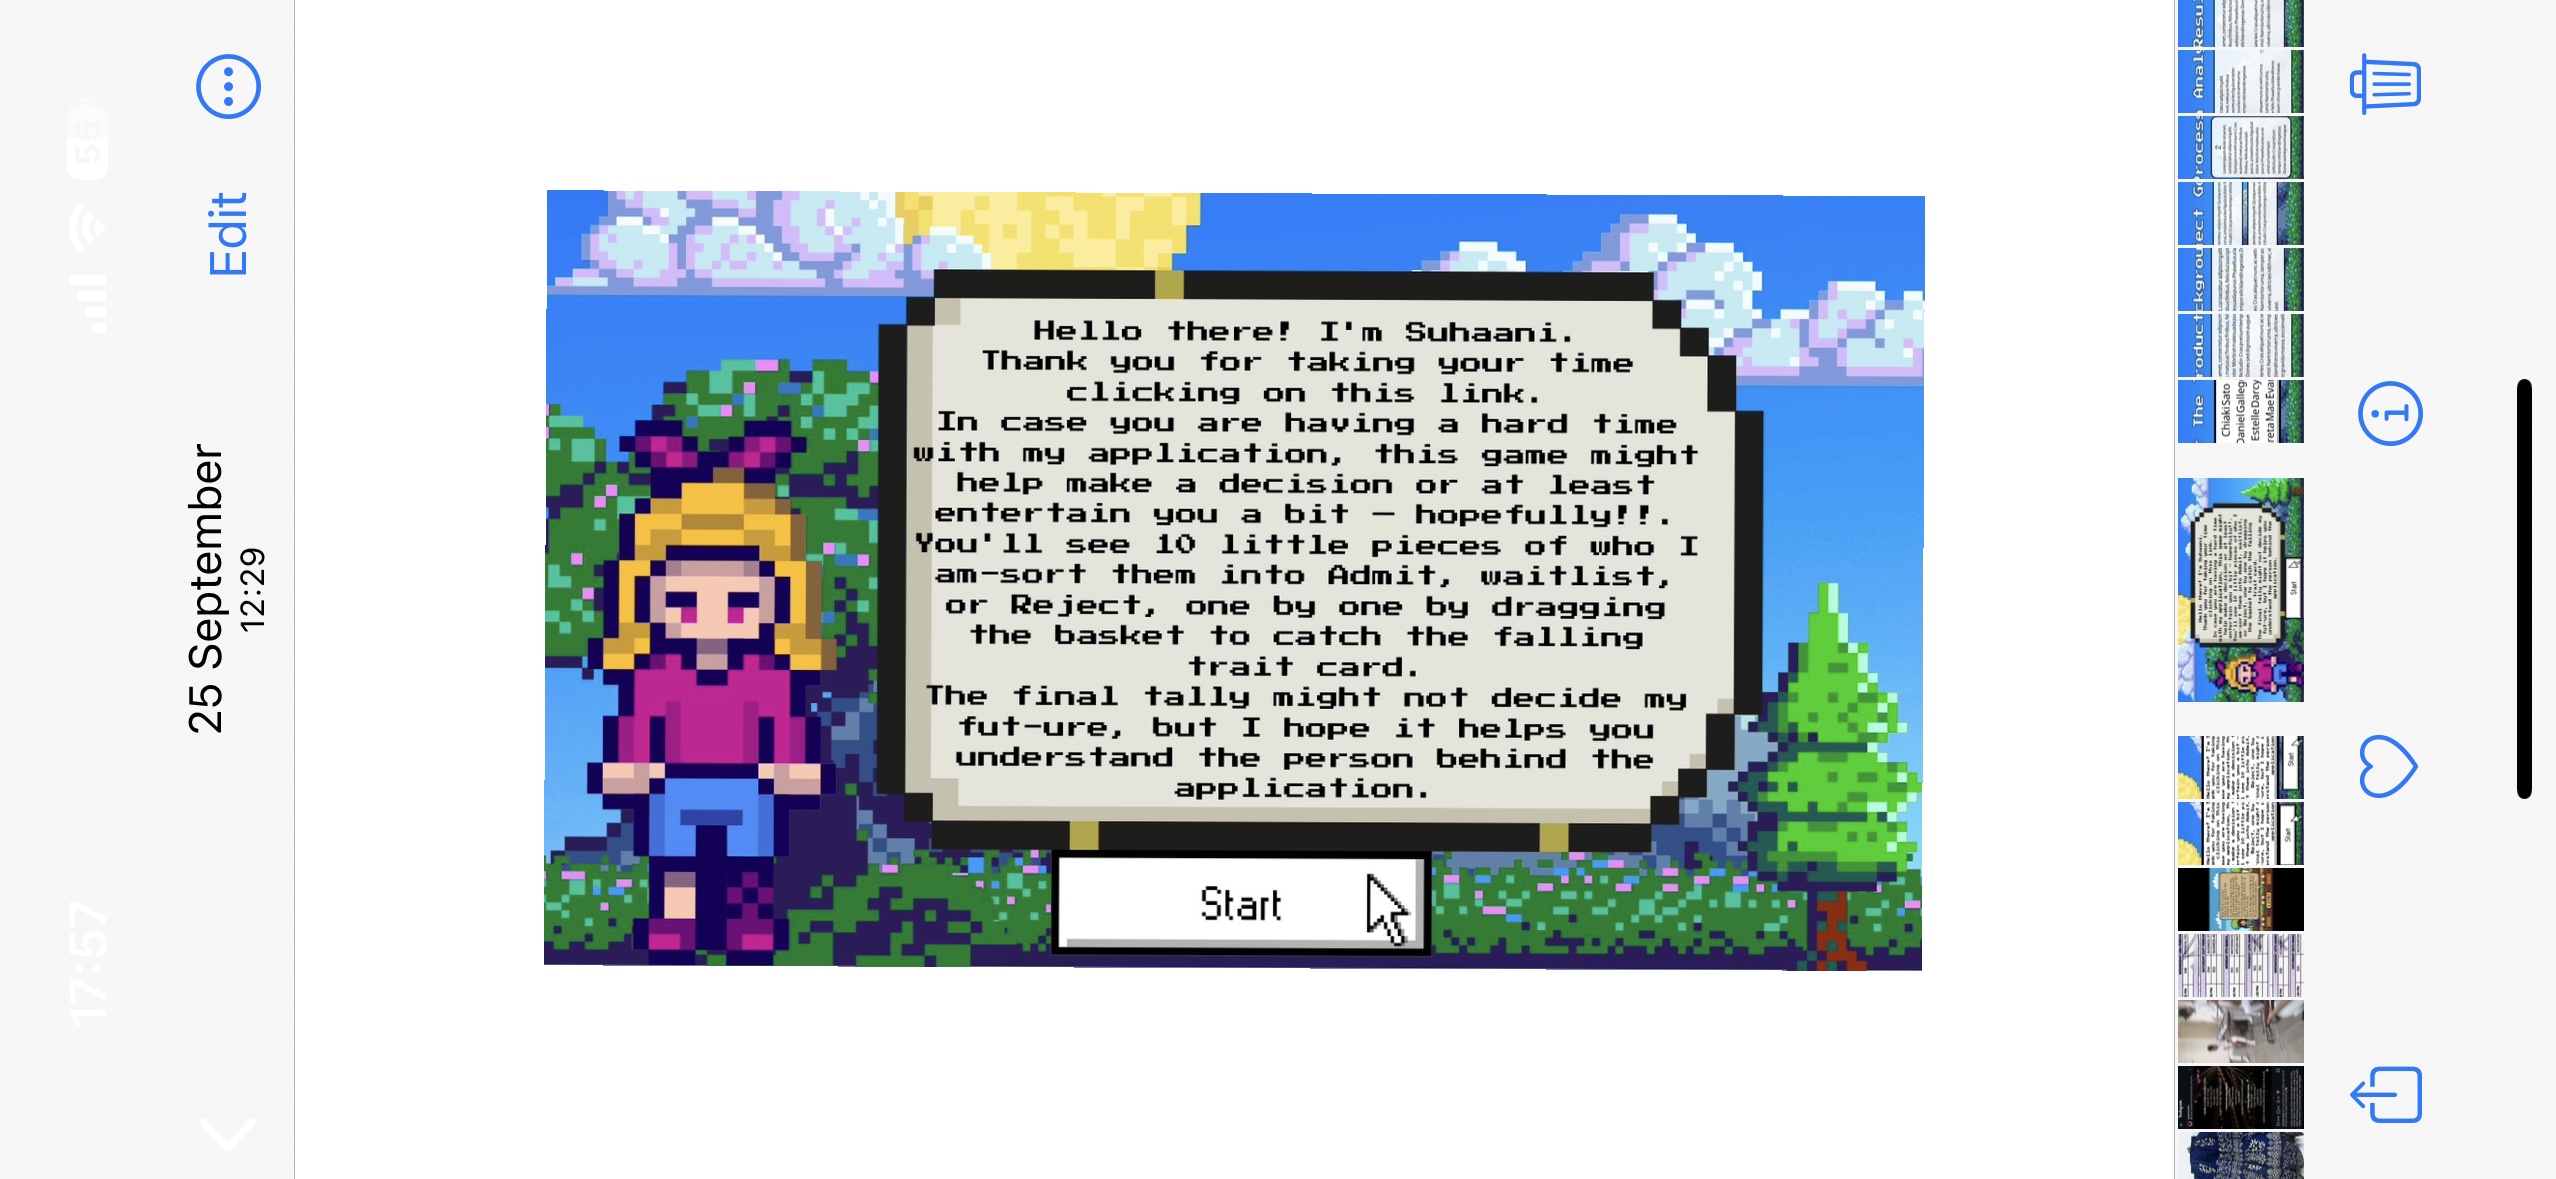 17:57
55
25 September
12:29
Edit
Hello there! I'm Suhaani.
Thank you for taking your time
clicking on this link.
In case you are having a hard time
with my application, this game might
help make a decision or at least
entertain you a bit – hopefully!!.
You'll see 10 little pieces of who I
am-sort them into Admit, waitlist,
or Reject, one by one by dragging
the basket to catch the falling
trait card.
The final tally might not decide my
fut-ure, but I hope it helps you
understand the person behind the
application.
Start